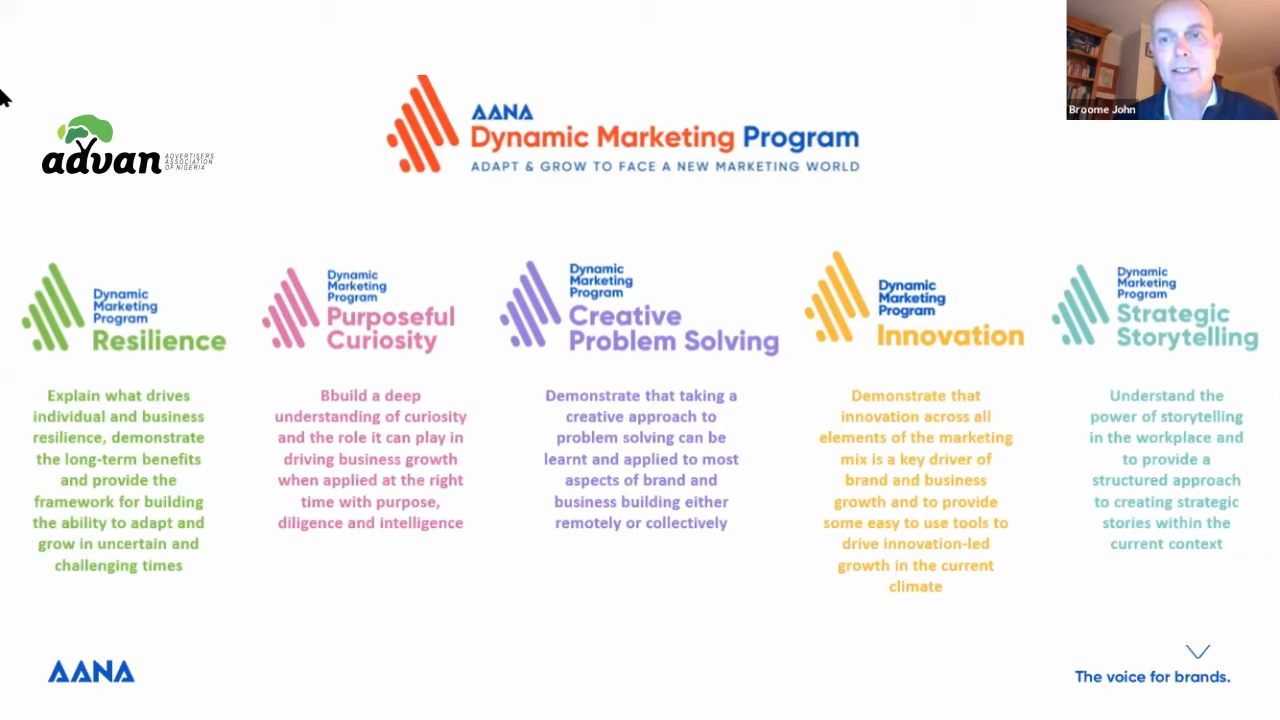 Broome John
advan
ADVERTISERS
ASSOCIATION
OF NIGERIA
AANA
Dynamic Marketing Program
ADAPT & GROW TO FACE A NEW MARKETING WORLD
Dynamic
Marketing
Program
Resilience
Explain what drives
individual and business
resilience, demonstrate
the long-term benefits
and provide the
framework for building
the ability to adapt and
grow in uncertain and
challenging times
Dynamic
Marketing
Program
Purposeful
Curiosity
Bbuild a deep
understanding of curiosity
and the role it can play in
driving business growth
when applied at the right
time with purpose,
diligence and intelligence
Dynamic
Marketing
Program
Creative
Problem Solving
Demonstrate that taking a
creative approach to
problem solving can be
learnt and applied to most
aspects of brand and
business building either
remotely or collectively
Dynamic
Marketing
Program
Innovation
Demonstrate that
innovation across all
elements of the marketing
mix is a key driver of
brand and business
growth and to provide
some easy to use tools to
drive innovation-led
growth in the current
climate
Dynamic
Marketing
Program
Strategic
Storytelling
Understand the
power of storytelling
in the workplace and
to provide a
structured approach
to creating strategic
stories within the
current context
AANA
The voice for brands.